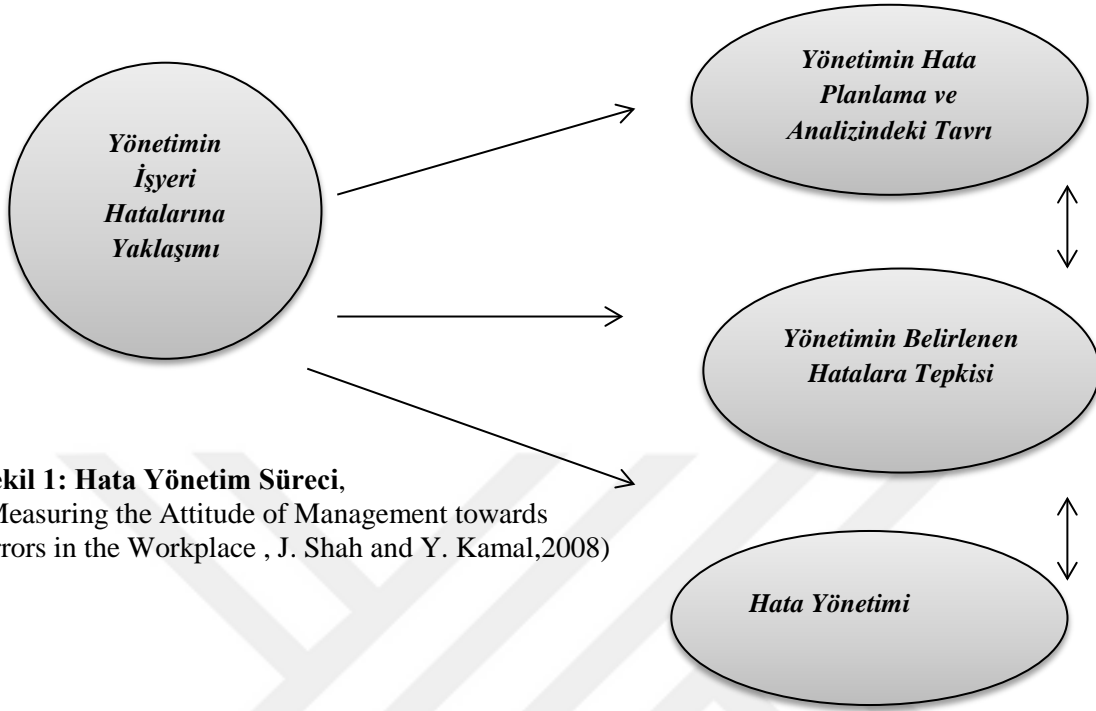 Yönetimin
İşyeri
Hatalarına
Yaklaşımı
Yönetimin Hata
Planlama ve
Analizindeki Tavrı
Yönetimin Belirlenen
Hatalara Tepkisi
Hata Yönetimi
ekil 1: Hata Yönetim Süreci,
Measuring the Attitude of Management towards
rrors in the Workplace , J. Shah and Y. Kamal,2008)